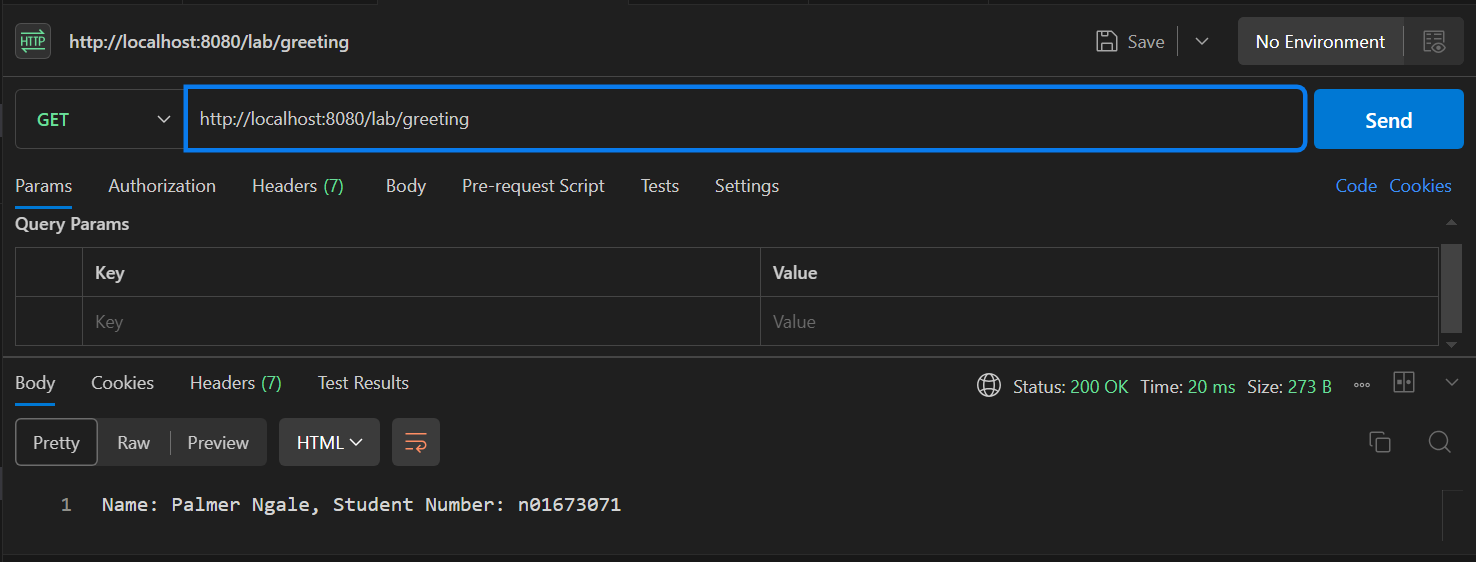 HTTP http://localhost:8080/lab/greeting Save No Environment
GET http://localhost:8080/lab/greeting Send
Params Authorization Headers (7) Body Pre-request Script Tests Settings Code Cookies
Query Params
Key Value
Key Value
Body Cookies Headers (7) Test Results Status: 200 OK Time: 20 ms Size: 273 B
Pretty Raw Preview HTML
1 Name: Palmer Ngale, Student Number: n01673071